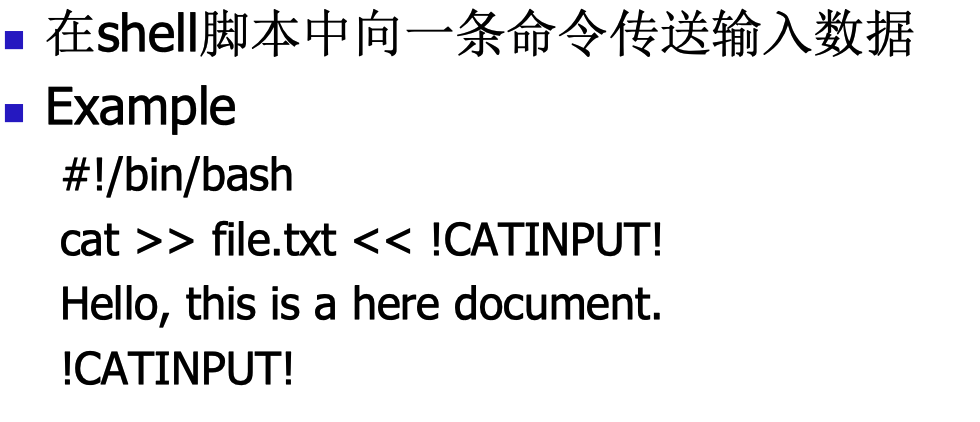 在shell脚本中向一条命令传送输入数据
Example
#!/bin/bash
cat >> file.txt << !CATINPUT!
Hello, this is a here document.
!CATINPUT!